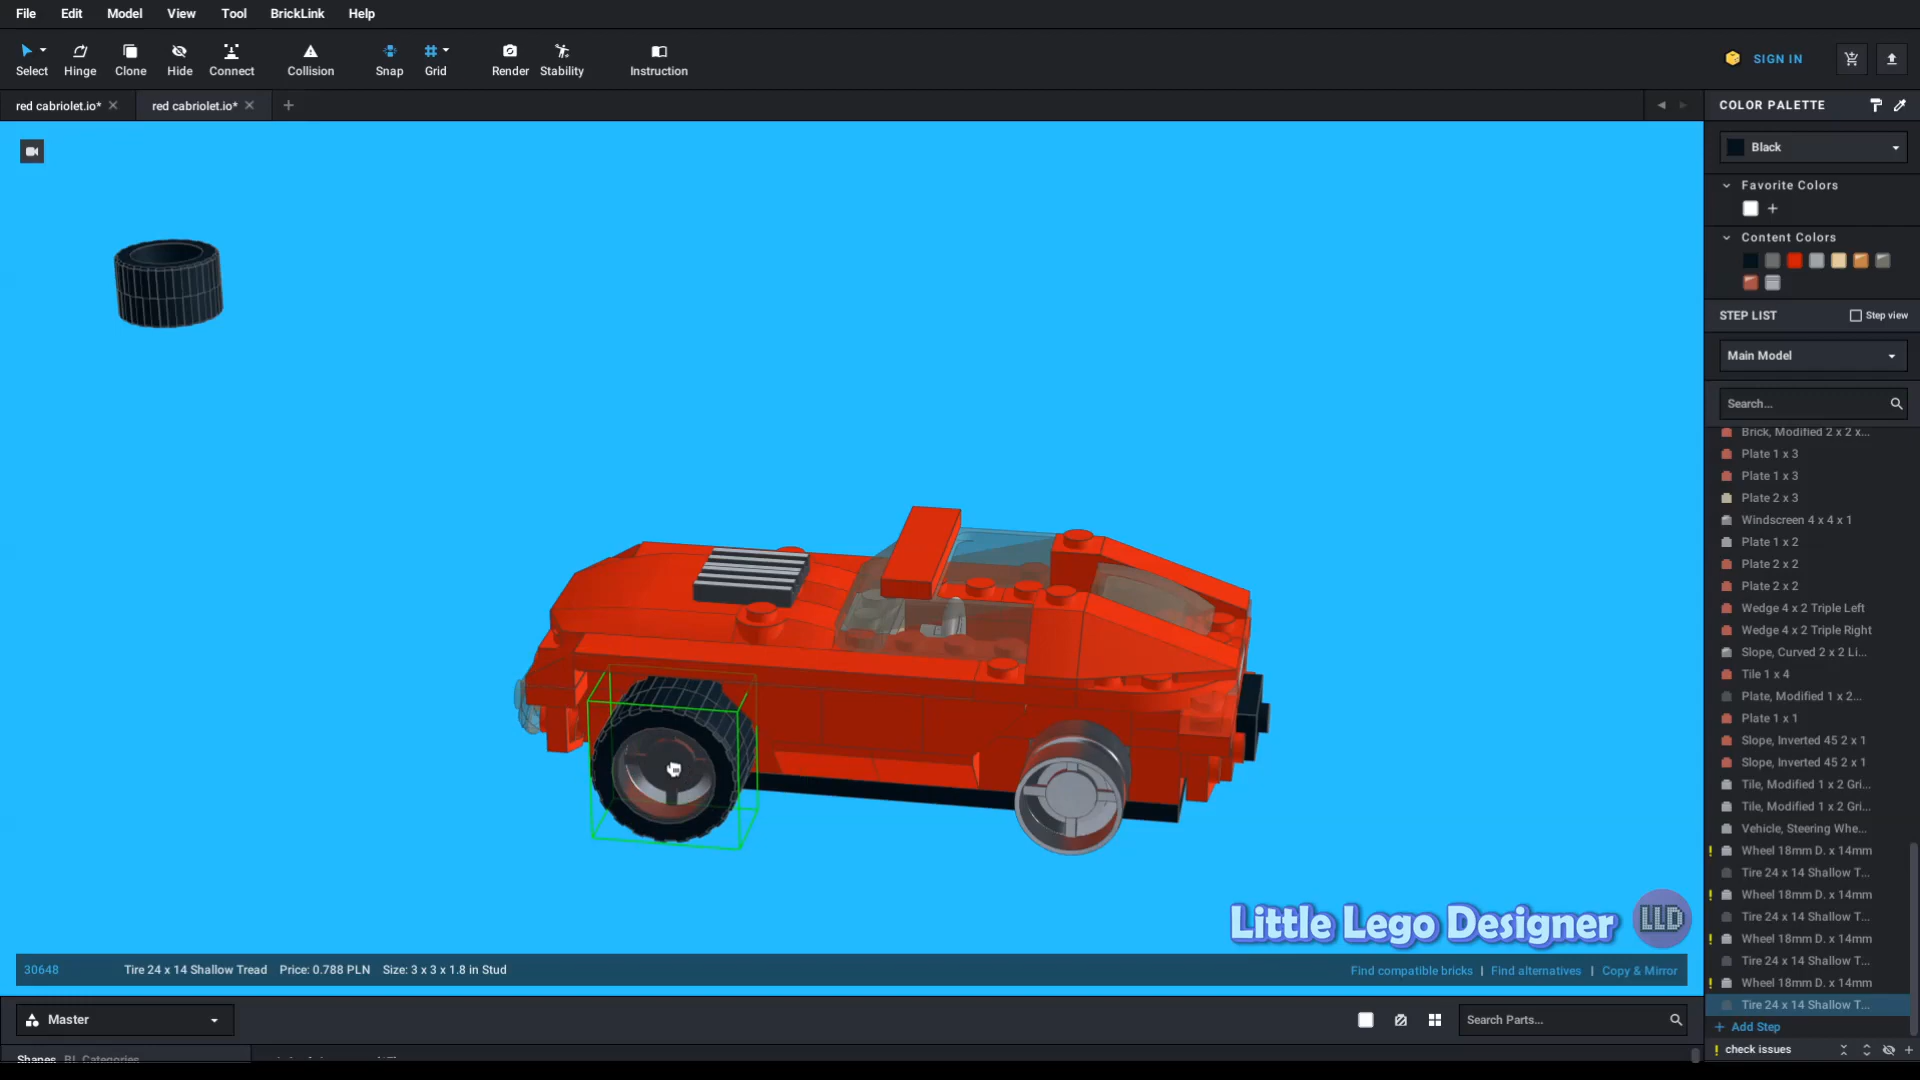 File Edit Model View Tool BrickLink Help
Select Hinge Clone Hide Connect Collision Snap Grid Render Stability Instruction
SIGN IN
red cabriolet.io* red cabriolet.io*
COLOR PALETTE
Black
Favorite Colors
Content Colors
STEP LIST Step view
Main Model
Search...
Brick, Modified 2 x 2 x...
Plate 1 x 3
Plate 1 x 3
Plate 2 x 3
Windscreen 4 x 4 x 1
Plate 1 x 2
Plate 2 x 2
Plate 2 x 2
Wedge 4 x 2 Triple Left
Wedge 4 x 2 Triple Right
Slope, Curved 2 x 2 Li...
Tile 1 x 4
Plate, Modified 1 x 2...
Plate 1 x 1
Slope, Inverted 45 2 x 1
Slope, Inverted 45 2 x 1
Tile, Modified 1 x 2 Gri...
Tile, Modified 1 x 2 Gri...
Vehicle, Steering Whe...
! Wheel 18mm D. x 14mm
Tire 24 x 14 Shallow T...
! Wheel 18mm D. x 14mm
Tire 24 x 14 Shallow T...
! Wheel 18mm D. x 14mm
Tire 24 x 14 Shallow T...
! Wheel 18mm D. x 14mm
Tire 24 x 14 Shallow T...
+ Add Step
! check issues
Little Lego Designer LLD
30648 Tire 24 x 14 Shallow Tread Price: 0.788 PLN Size: 3 x 3 x 1.8 in Stud
Find compatible bricks | Find alternatives | Copy & Mirror
Master
Search Parts...
Shapes BL Categories